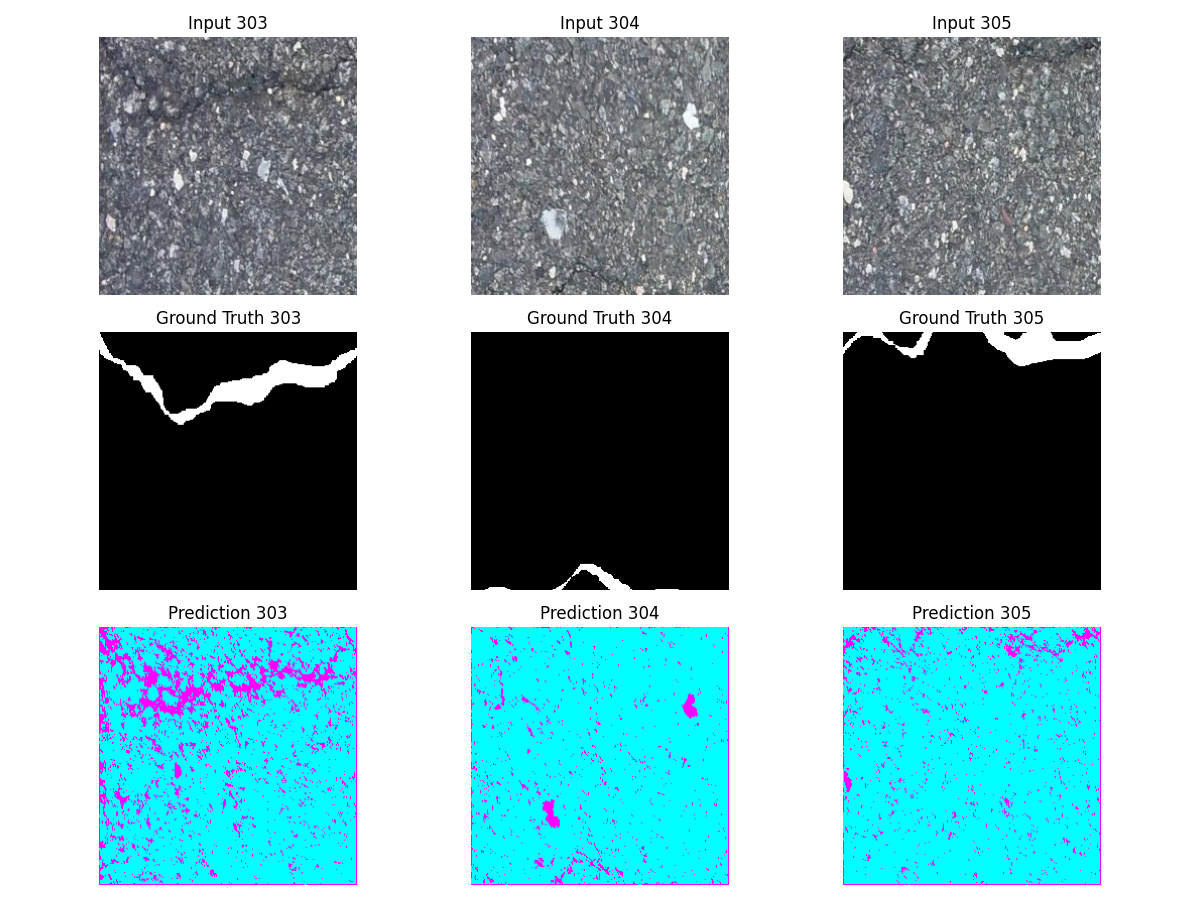 Input 303
Input 304
Input 305
Ground Truth 303
Ground Truth 304
Ground Truth 305
Prediction 303
Prediction 304
Prediction 305